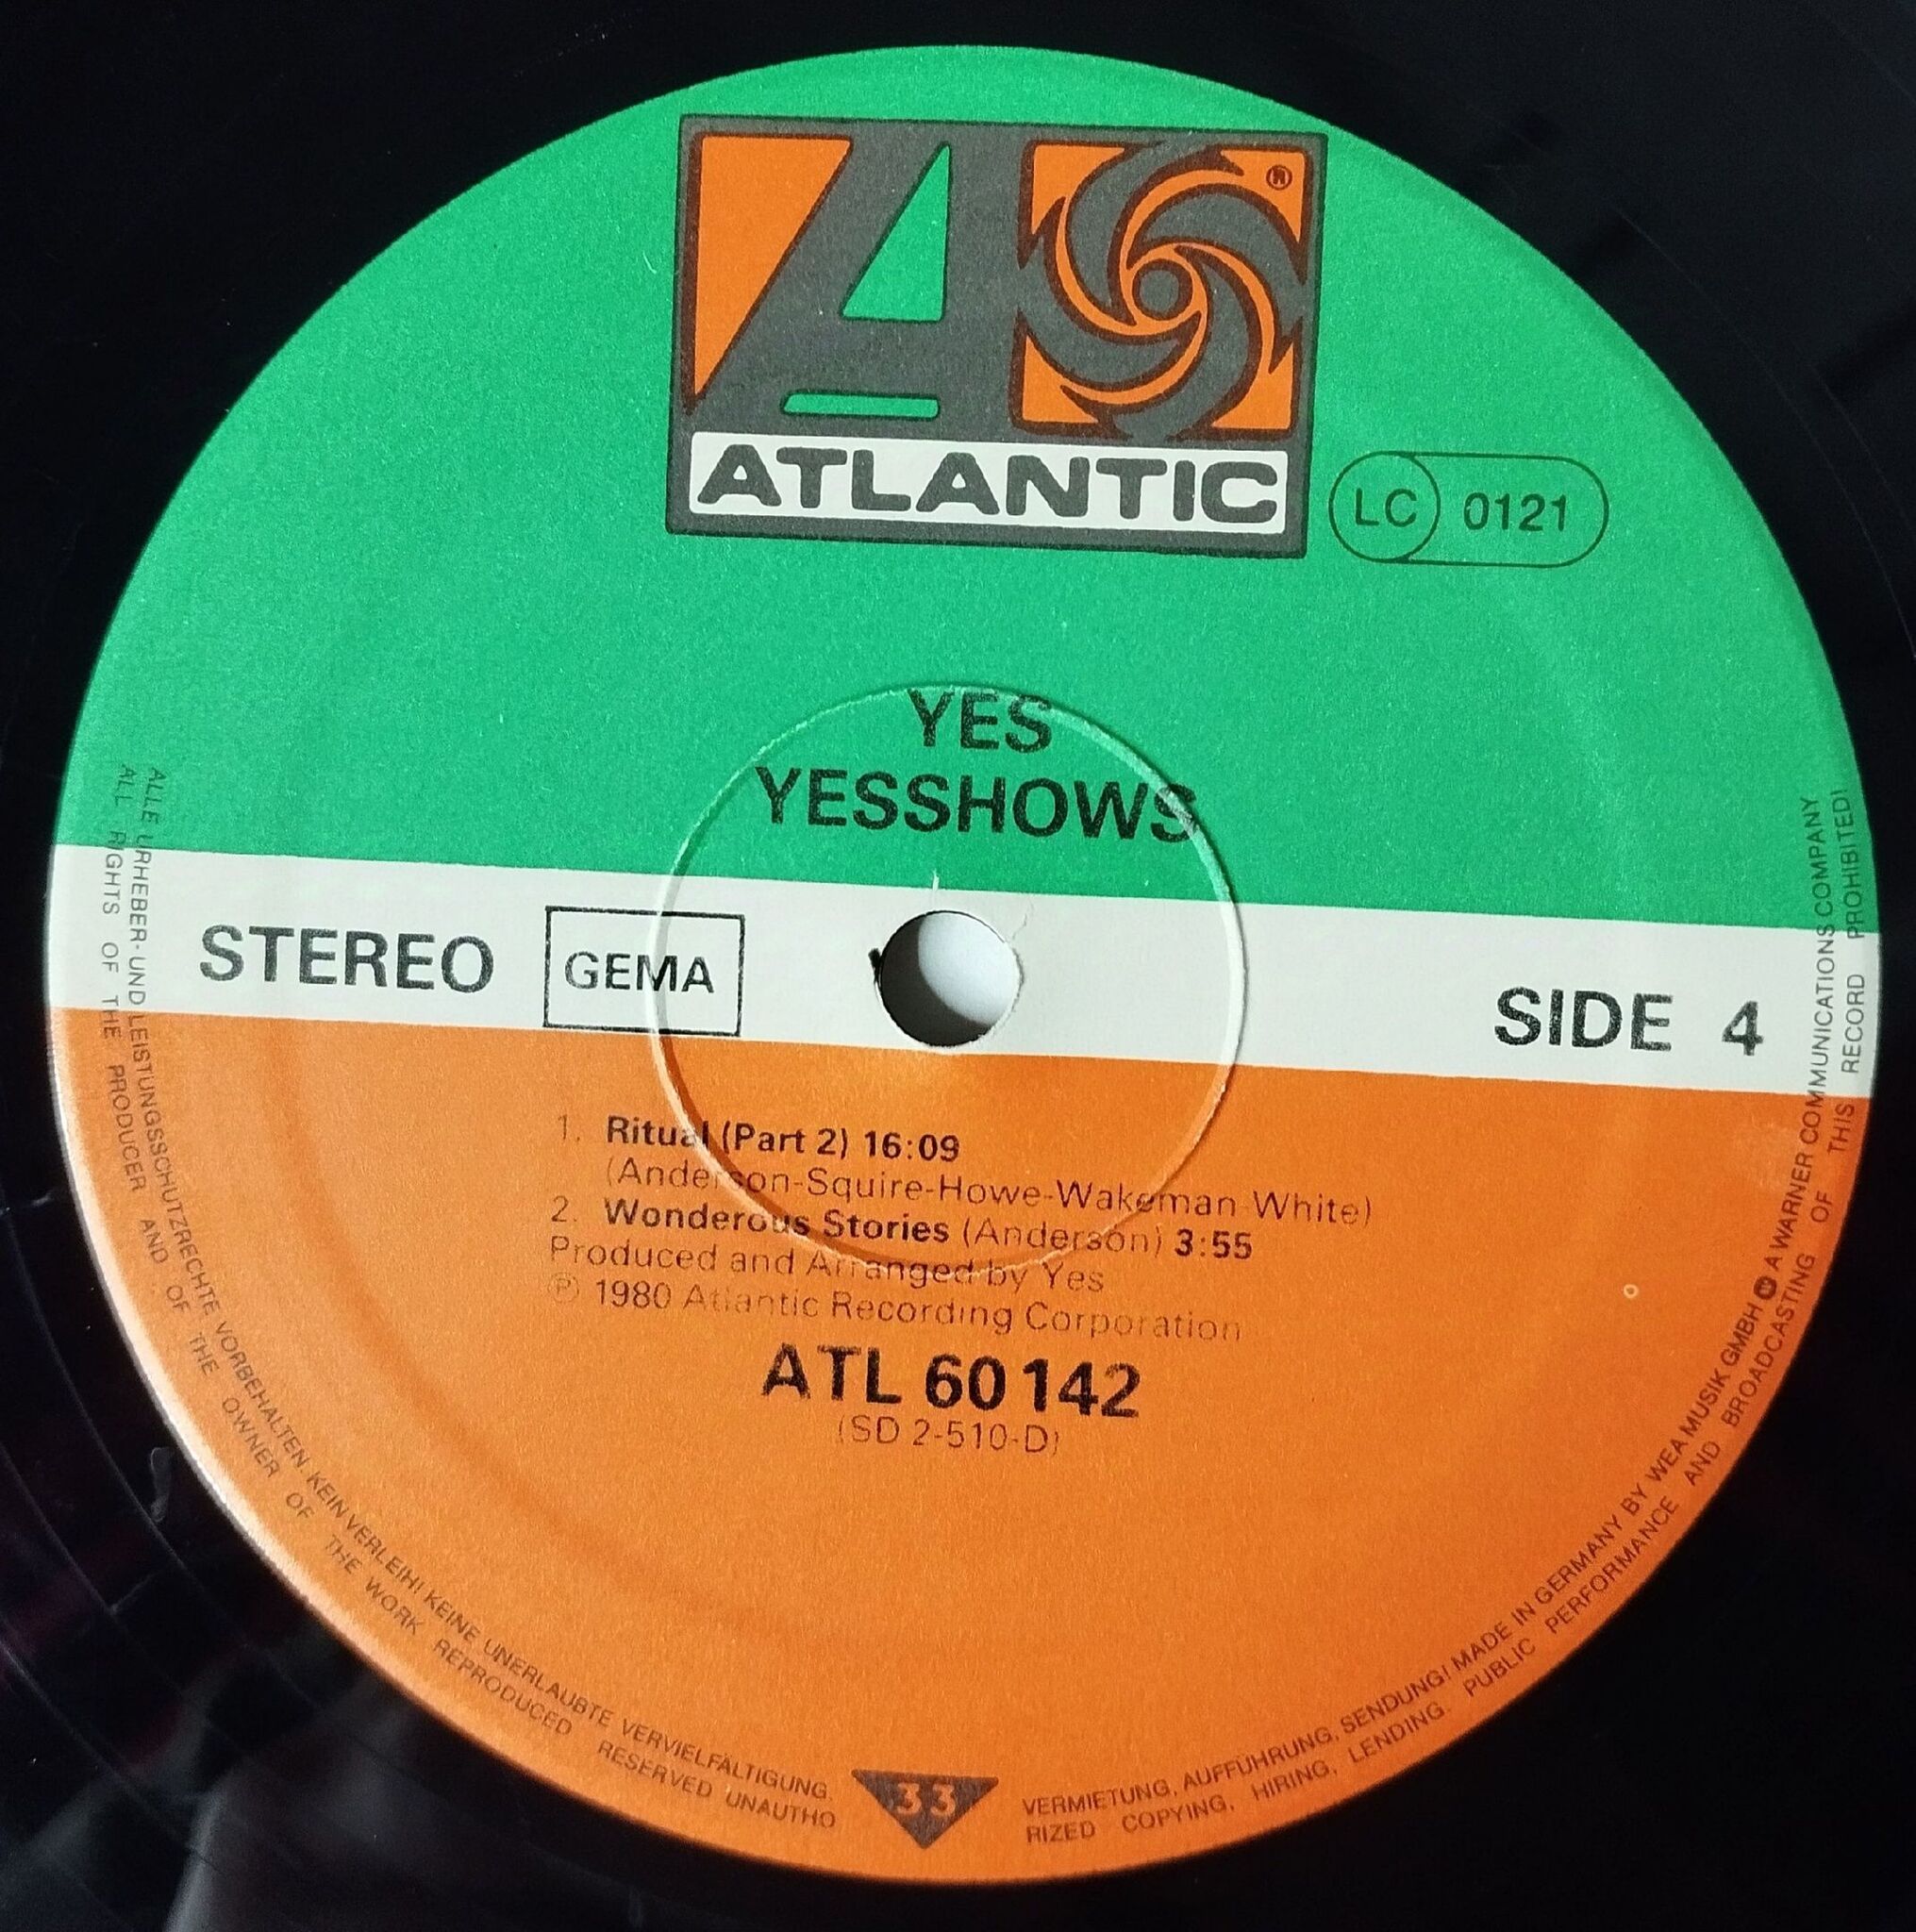 ®
ATLANTIC
LC 0121
YES
YESSHOWS
STEREO GEMA SIDE 4
1. Ritual (Part 2) 16:09
(Anderson-Squire-Howe-Wakeman-White)
2. Wonderous Stories (Anderson) 3:55
Produced and Arranged by Yes
℗ 1980 Atlantic Recording Corporation
ATL 60 142
(SD 2-510-D)
ALLE URHEBER- UND LEISTUNGSSCHUTZRECHTE VORBEHALTEN. KEIN VERLEIH! KEINE UNERLAUBTE VERVIELFÄLTIGUNG, VERMIETUNG, AUFFÜHRUNG, SENDUNG! MADE IN GERMANY BY WEA MUSIK GMBH A WARNER COMMUNICATIONS COMPANY
ALL RIGHTS OF THE PRODUCER AND OF THE OWNER OF THE WORK REPRODUCED RESERVED UNAUTHORIZED COPYING, HIRING, LENDING, PUBLIC PERFORMANCE AND BROADCASTING OF THIS RECORD PROHIBITED!
33